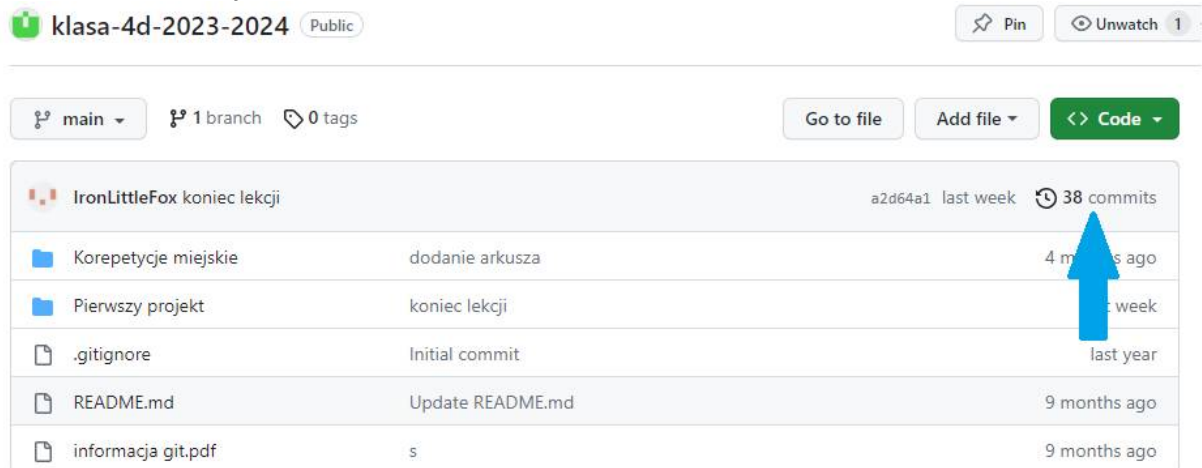 klasa-4d-2023-2024 Public Pin Unwatch 1
main 1 branch 0 tags Go to file Add file <> Code
IronLittleFox koniec lekcji a2d64a1 last week 38 commits
Korepetycje miejskie dodanie arkusza 4 ago
Pierwszy projekt koniec lekcji week
.gitignore Initial commit last year
README.md Update README.md 9 months ago
informacja git.pdf s 9 months ago